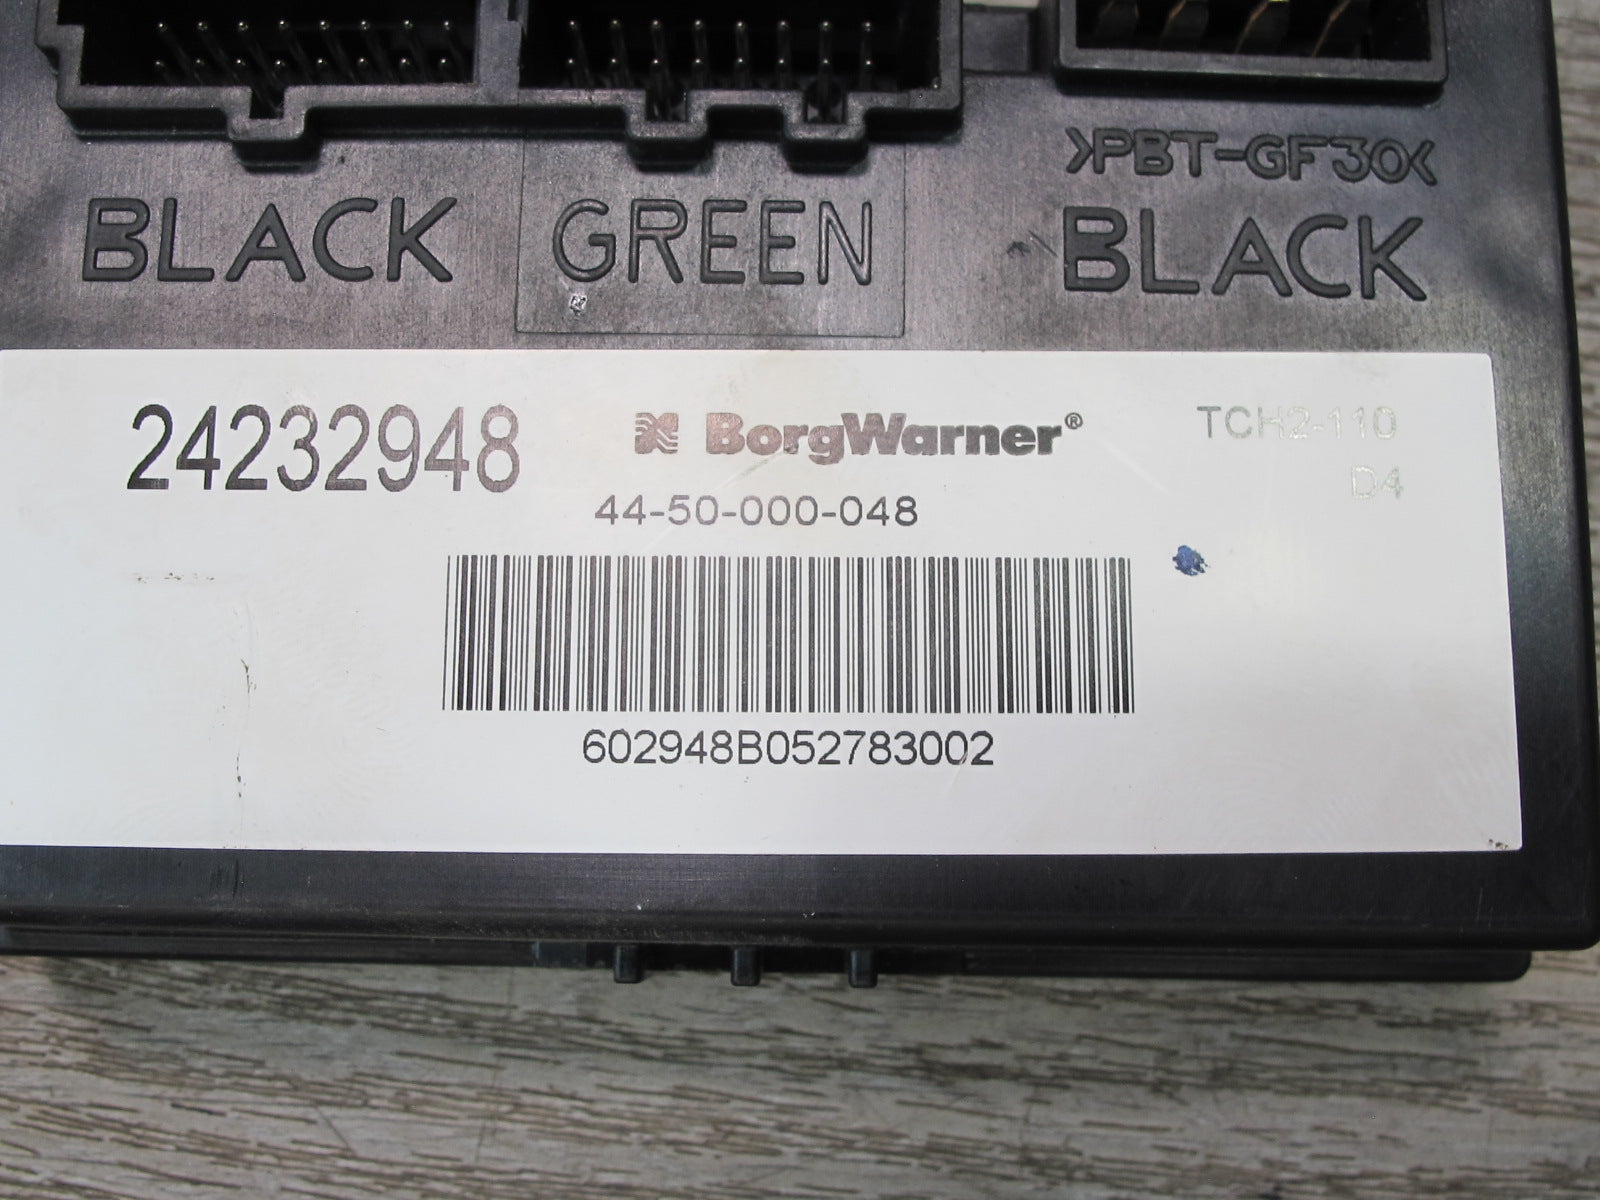 >PBT-GF30<
BLACK GREEN BLACK
24232948 BorgWarner® TCH2-110
D4
44-50-000-048
602948B052783002